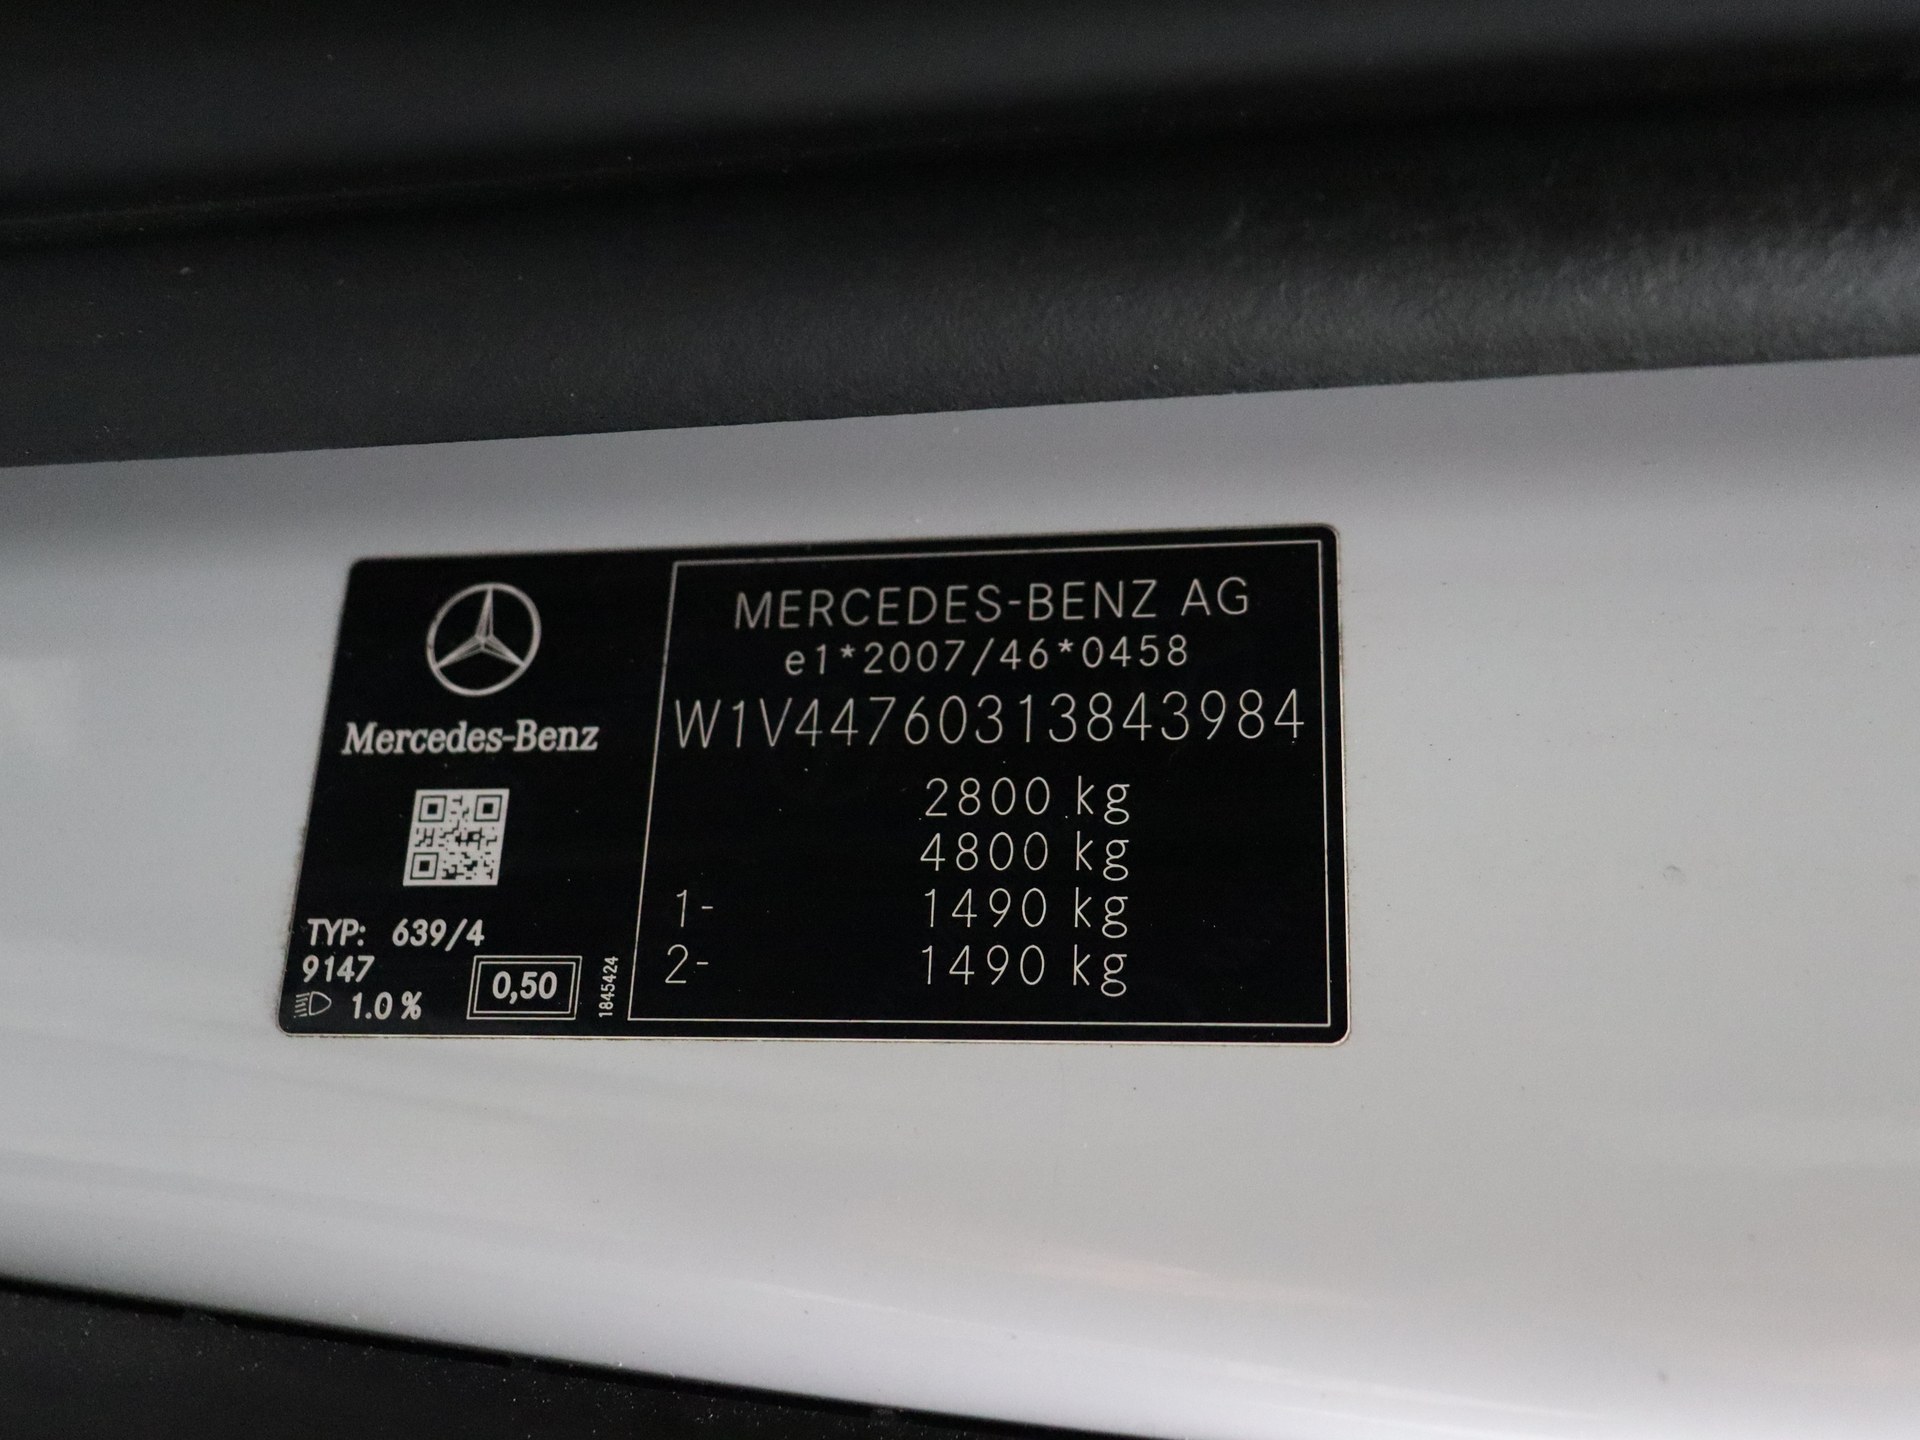 Mercedes-Benz
TYP: 639/4
9147
1.0 %
0,50
1845424
MERCEDES-BENZ AG
e1*2007/46*0458
W1V44760313843984
2800 kg
4800 kg
1- 1490 kg
2- 1490 kg